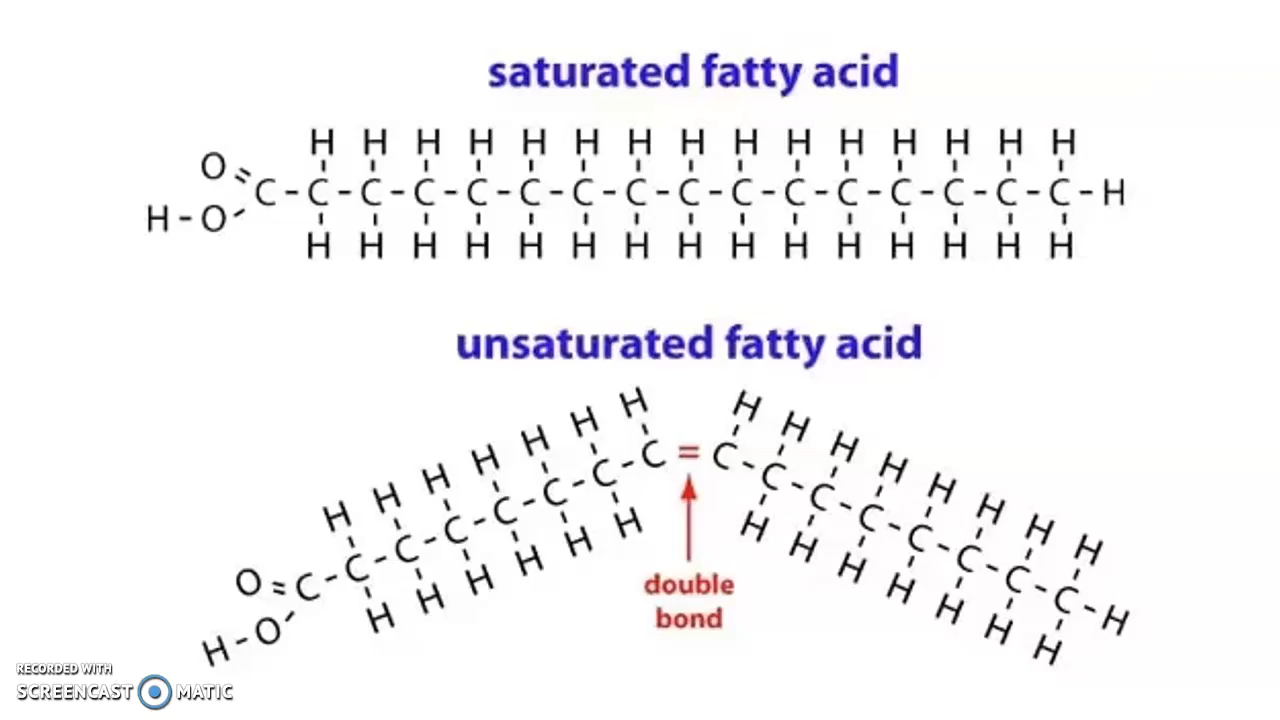 saturated fatty acid
H H H H H H H H H H H H H H H
O = C - C - C - C - C - C - C - C - C - C - C - C - C - C - C - C - H
H - O
H H H H H H H H H H H H H H H
unsaturated fatty acid
H H H H H H H H H H H H H H H
O = C - C - C - C - C - C - C - C = C - C - C - C - C - C - C - C - H
H - O
H H H H H H H H H H H H H
double
bond
RECORDED WITH
SCREENCAST MATIC